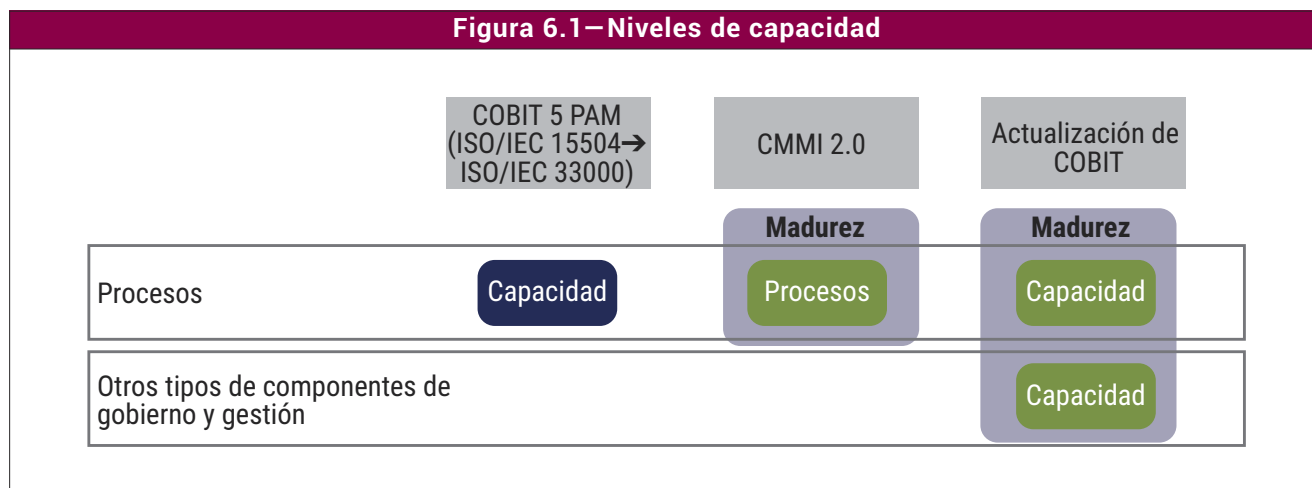 Figura 6.1—Niveles de capacidad
COBIT 5 PAM
(ISO/IEC 15504➔
ISO/IEC 33000)
CMMI 2.0
Actualización de
COBIT
Madurez
Madurez
Procesos
Capacidad
Procesos
Capacidad
Otros tipos de componentes de
gobierno y gestión
Capacidad